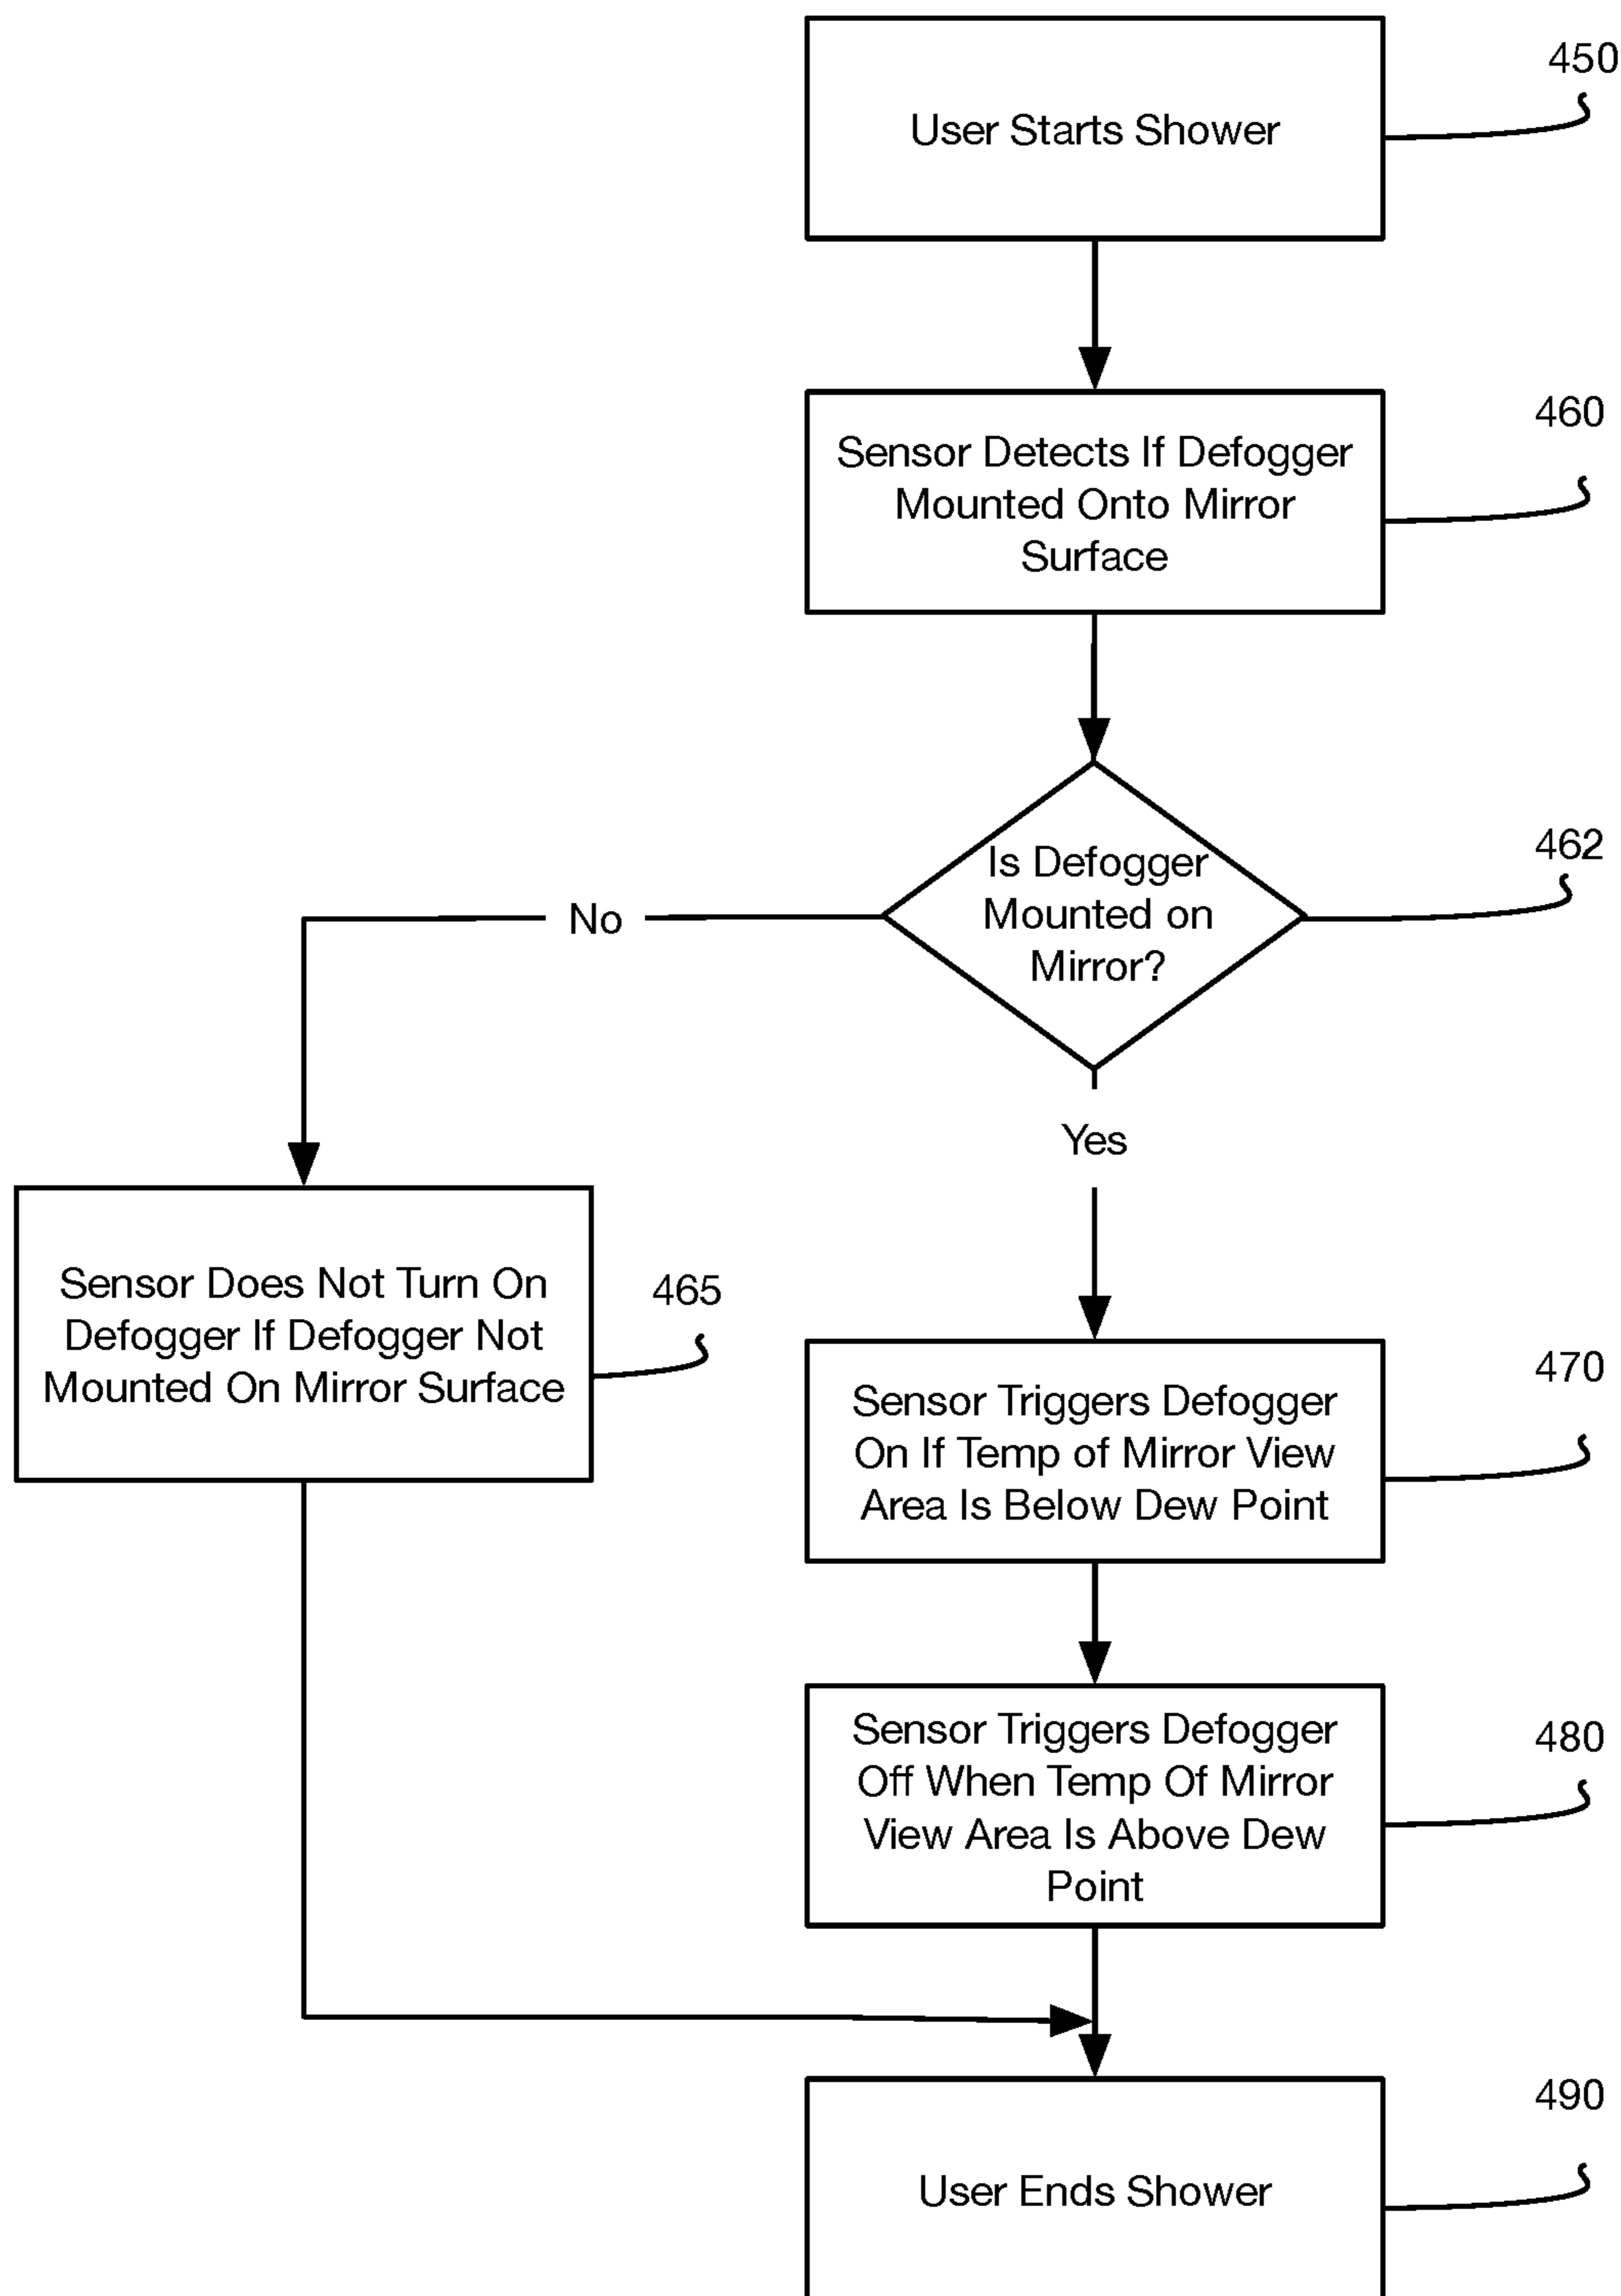 450
User Starts Shower
460
Sensor Detects If Defogger
Mounted Onto Mirror
Surface
462
Is Defogger
Mounted on
Mirror?
No
Yes
Sensor Does Not Turn On
Defogger If Defogger Not
Mounted On Mirror Surface
465
470
Sensor Triggers Defogger
On If Temp of Mirror View
Area Is Below Dew Point
480
Sensor Triggers Defogger
Off When Temp Of Mirror
View Area Is Above Dew
Point
490
User Ends Shower